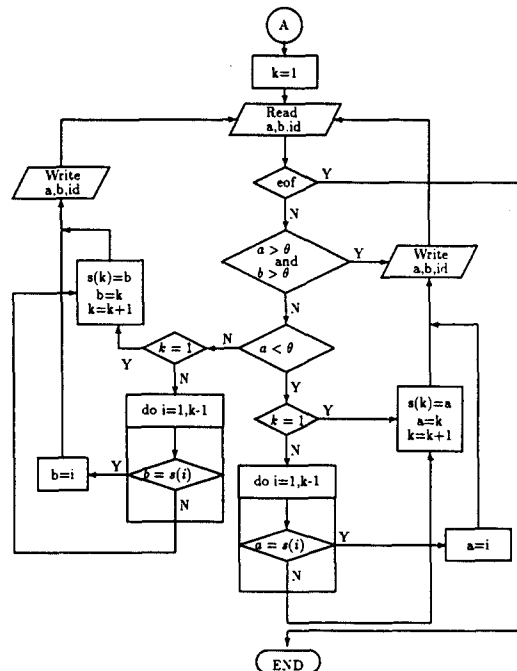 A
k=1
Read
a,b,id
eof
Y
N
Write
a,b,id
a > θ
and
b > θ
Y
Write
a,b,id
N
s(k)=b
b=k
k=k+1
k = 1
N
a < θ
Y
N
Y
do i=1,k-1
k = 1
Y
s(k)=a
a=k
k=k+1
N
b=i
Y
b = s(i)
N
do i=1,k-1
a = s(i)
Y
a=i
N
END